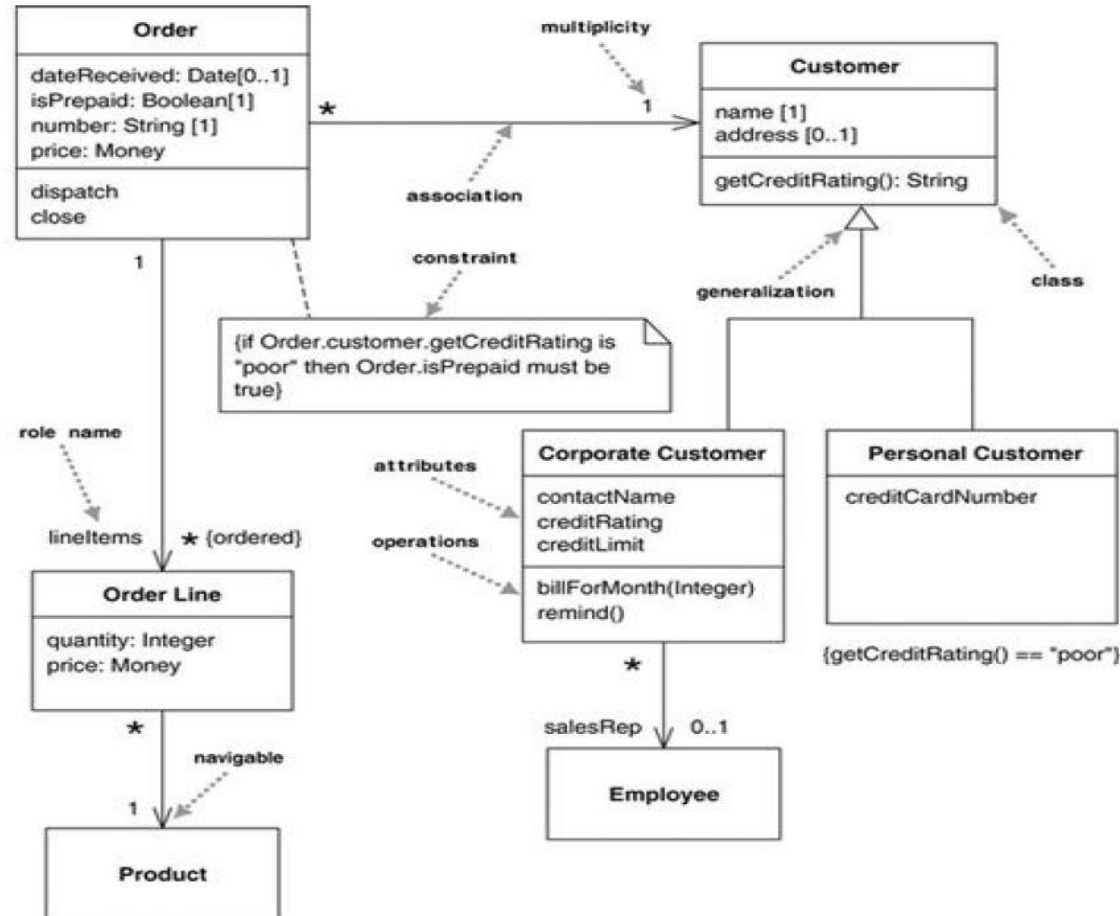 Order
dateReceived: Date[0..1]
isPrepaid: Boolean[1]
number: String [1]
price: Money
dispatch
close
multiplicity
*
1
association
Customer
name [1]
address [0..1]
getCreditRating(): String
class
generalization
1
constraint
{if Order.customer.getCreditRating is
"poor" then Order.isPrepaid must be
true}
role name
lineItems
* {ordered}
Order Line
quantity: Integer
price: Money
*
navigable
1
Product
attributes
operations
Corporate Customer
contactName
creditRating
creditLimit
billForMonth(Integer)
remind()
*
salesRep
0..1
Employee
Personal Customer
creditCardNumber
{getCreditRating() == "poor"}